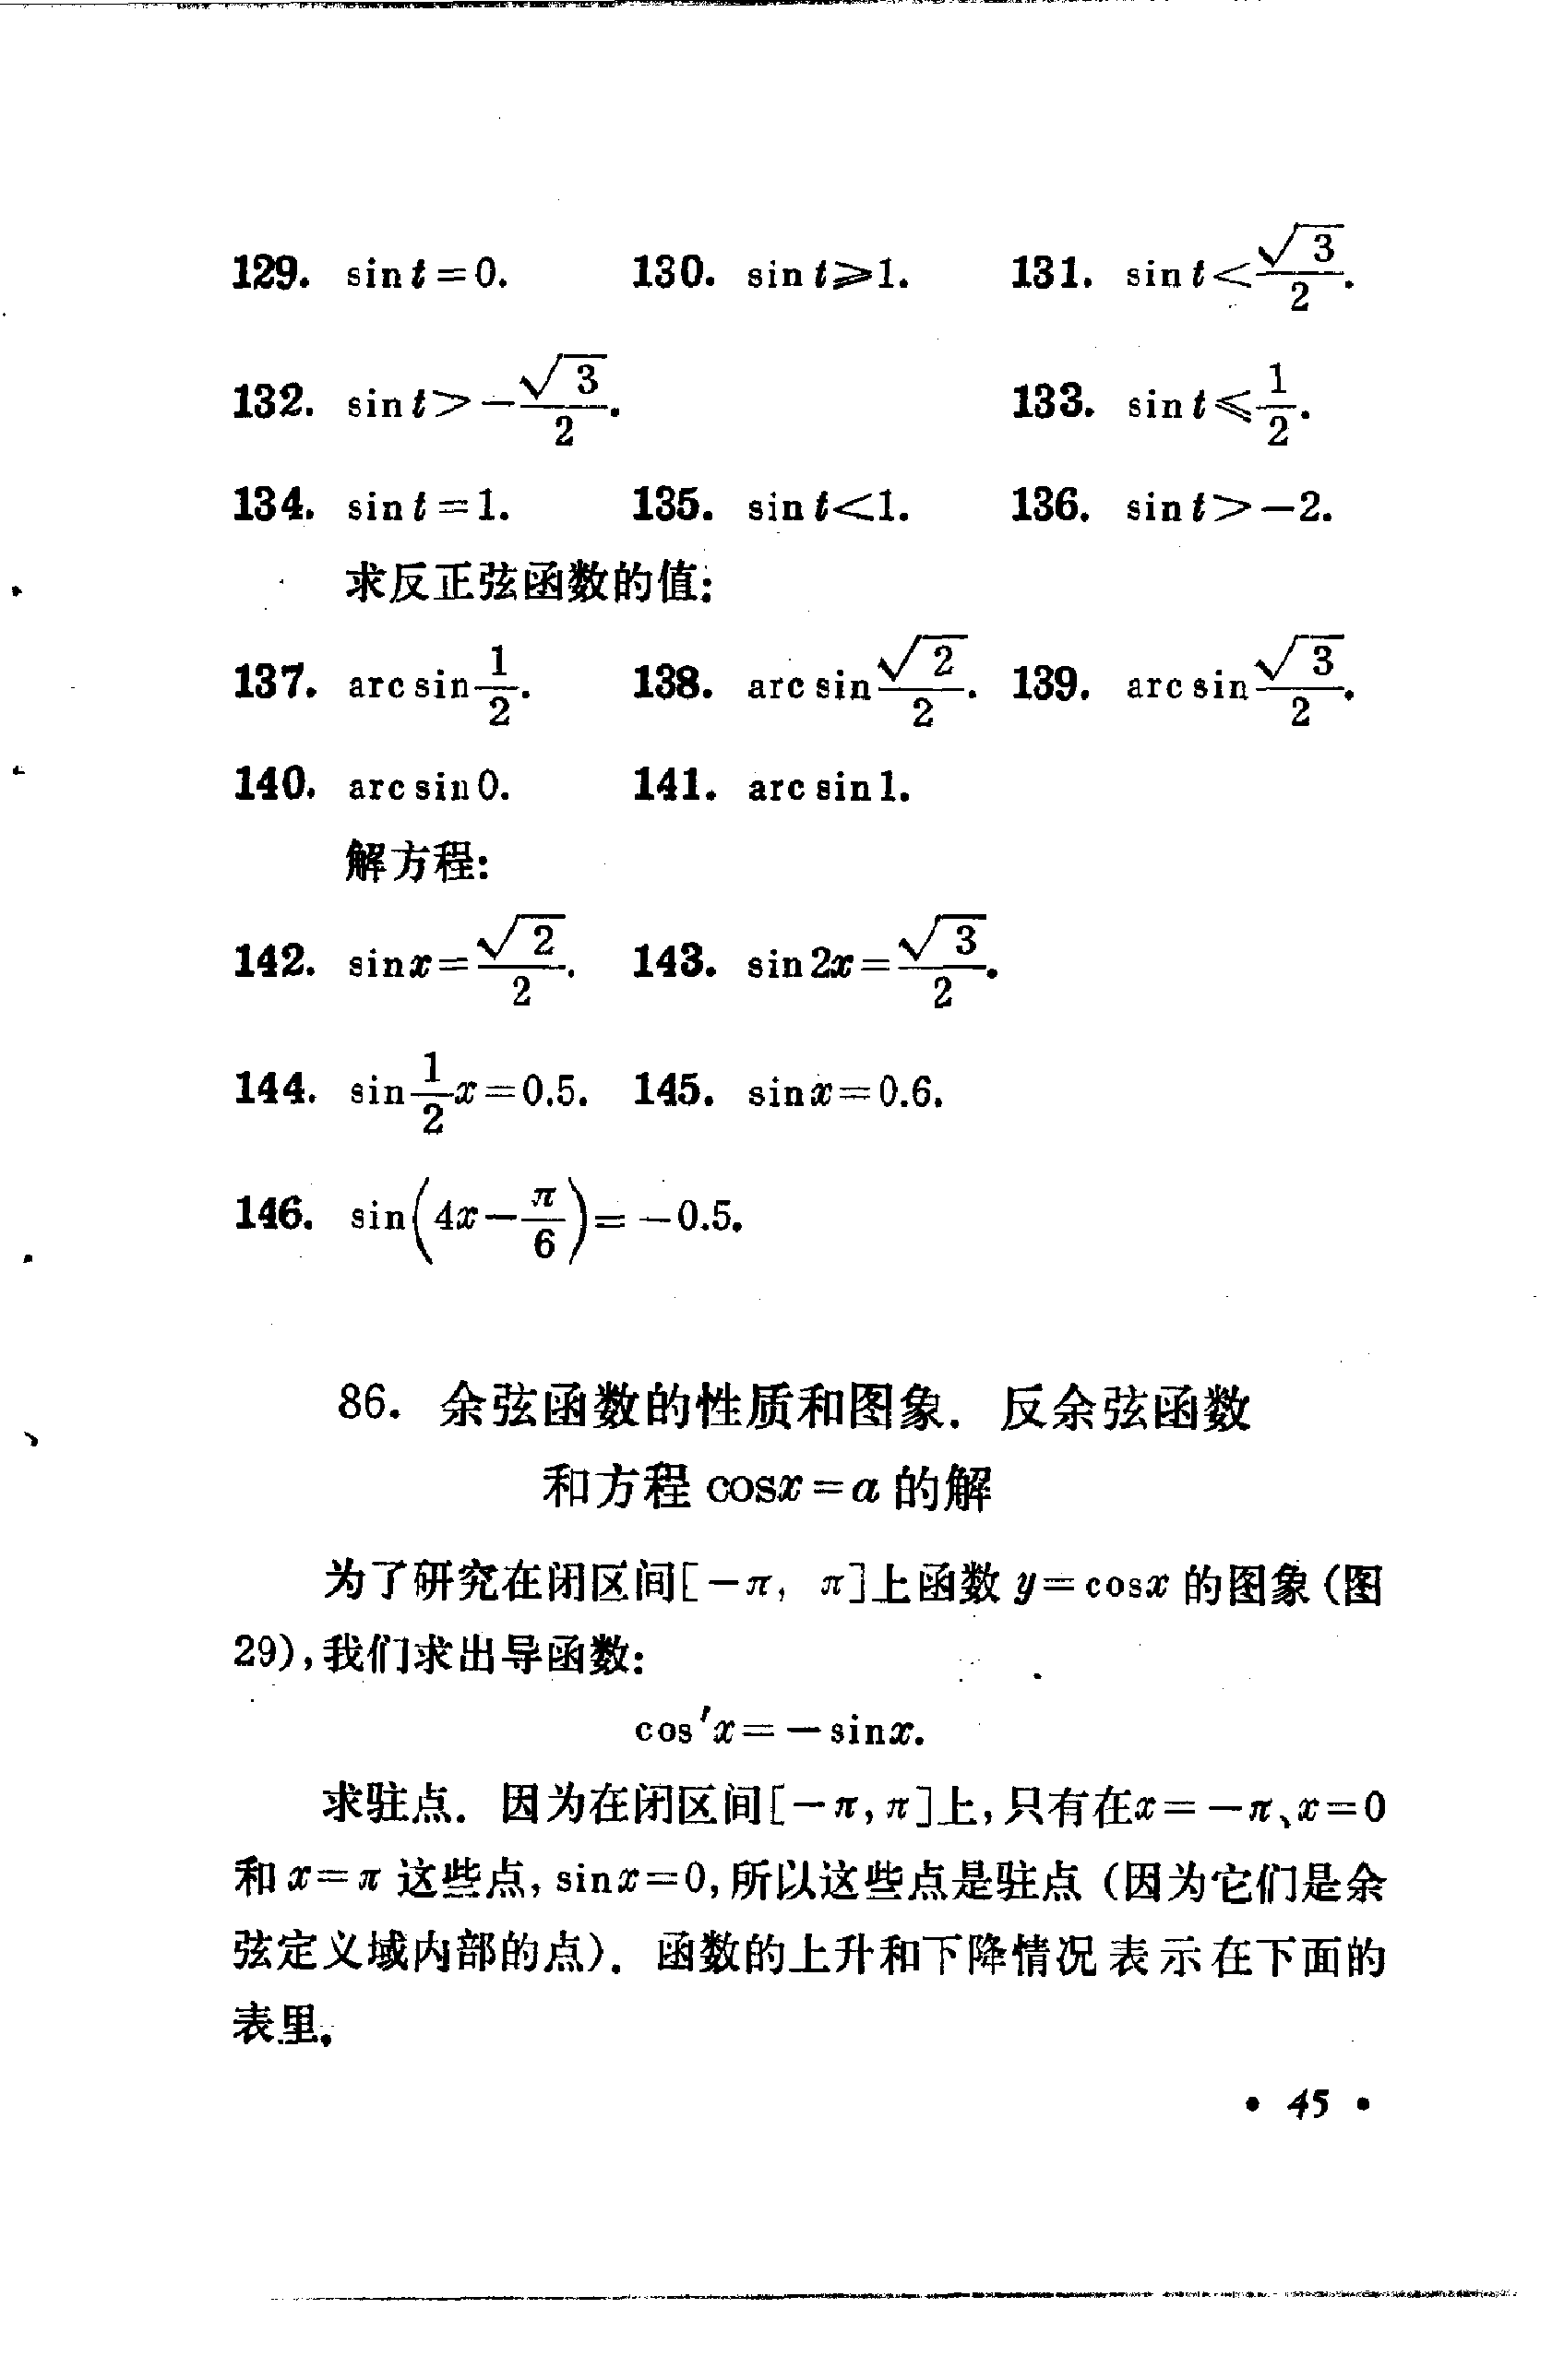 129. sin t = 0. 130. sin t ⩾ 1. 131. sin t < √3/2.
132. sin t > −√3/2. 133. sin t ⩽ 1/2.
134. sin t = 1. 135. sin t < 1. 136. sin t > −2.
求反正弦函数的值:
137. arc sin 1/2. 138. arc sin √2/2. 139. arc sin √3/2.
140. arc sin 0. 141. arc sin 1.
解方程:
142. sin x = √2/2. 143. sin 2x = √3/2.
144. sin 1/2 x = 0.5. 145. sin x = 0.6.
146. sin(4x − π/6) = −0.5.
86. 余弦函数的性质和图象. 反余弦函数
和方程 cos x = a 的解
为了研究在闭区间[−π, π]上函数 y = cos x 的图象(图
29),我们求出导函数:
cos′x = −sin x.
求驻点. 因为在闭区间[−π, π]上,只有在x = −π、x = 0
和 x = π 这些点, sin x = 0, 所以这些点是驻点 (因为它们是余
弦定义域内部的点). 函数的上升和下降情况表示在下面的
表里.
• 45 •